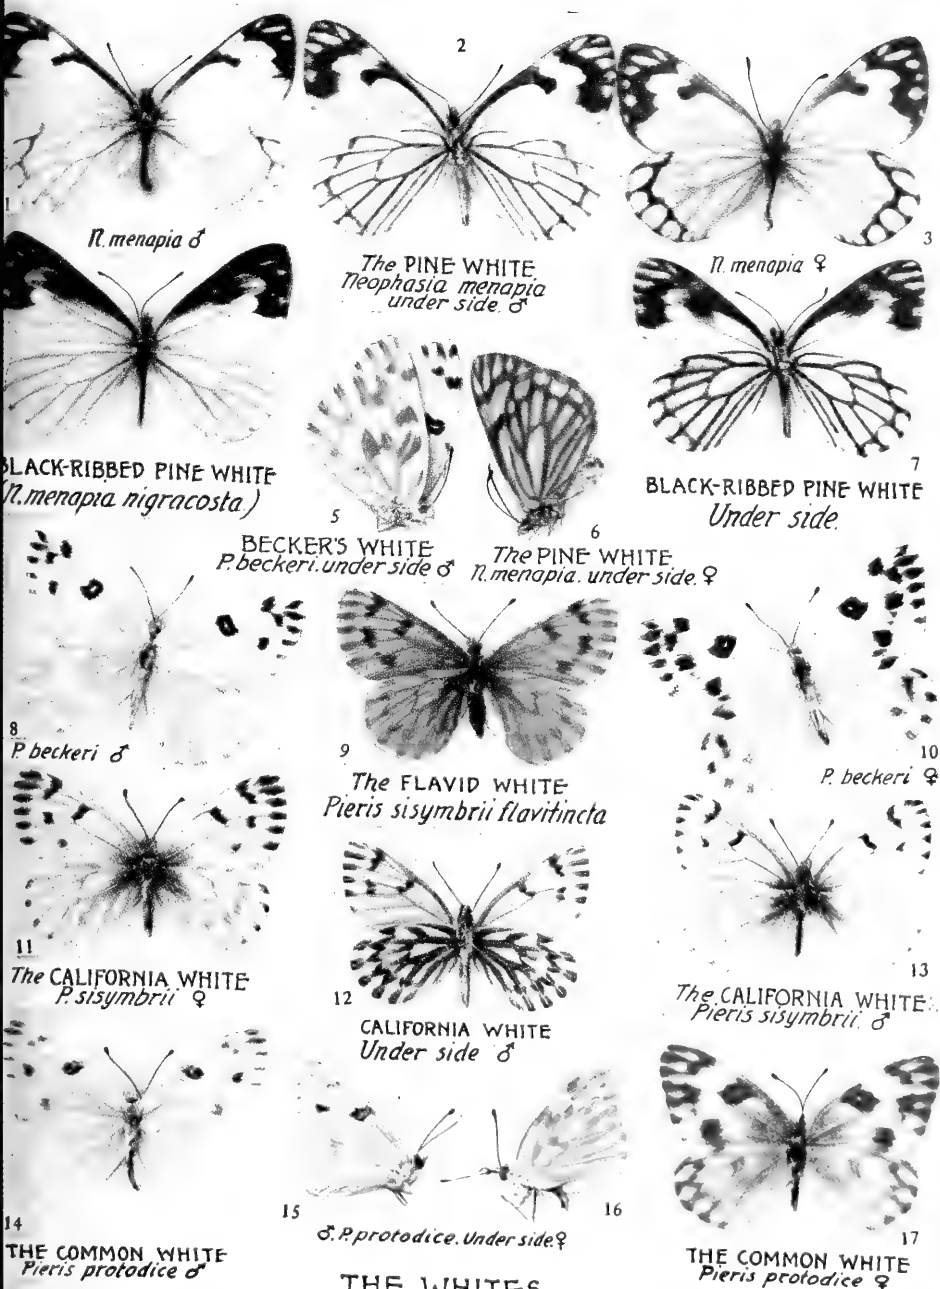 2
1
N. menapia ♂
The PINE WHITE
Neophasia menapia
under side. ♂
N. menapia ♀
3
BLACK-RIBBED PINE WHITE
(N. menapia nigracosta)
5
BECKER'S WHITE
P. beckeri. under side ♂
6
The PINE WHITE
N. menapia. under side. ♀
7
BLACK-RIBBED PINE WHITE
Under side.
8
P. beckeri ♂
9
The FLAVID WHITE
Pieris sisymbrii flavitincta
10
P. beckeri ♀
11
The CALIFORNIA WHITE
P. sisymbrii ♀
12
CALIFORNIA WHITE
Under side ♂
13
The CALIFORNIA WHITE.
Pieris sisymbrii. ♂
14
THE COMMON WHITE
Pieris protodice ♂
15
16
♂. P. protodice. Under side. ♀
17
THE COMMON WHITE
Pieris protodice ♀
THE WHITES